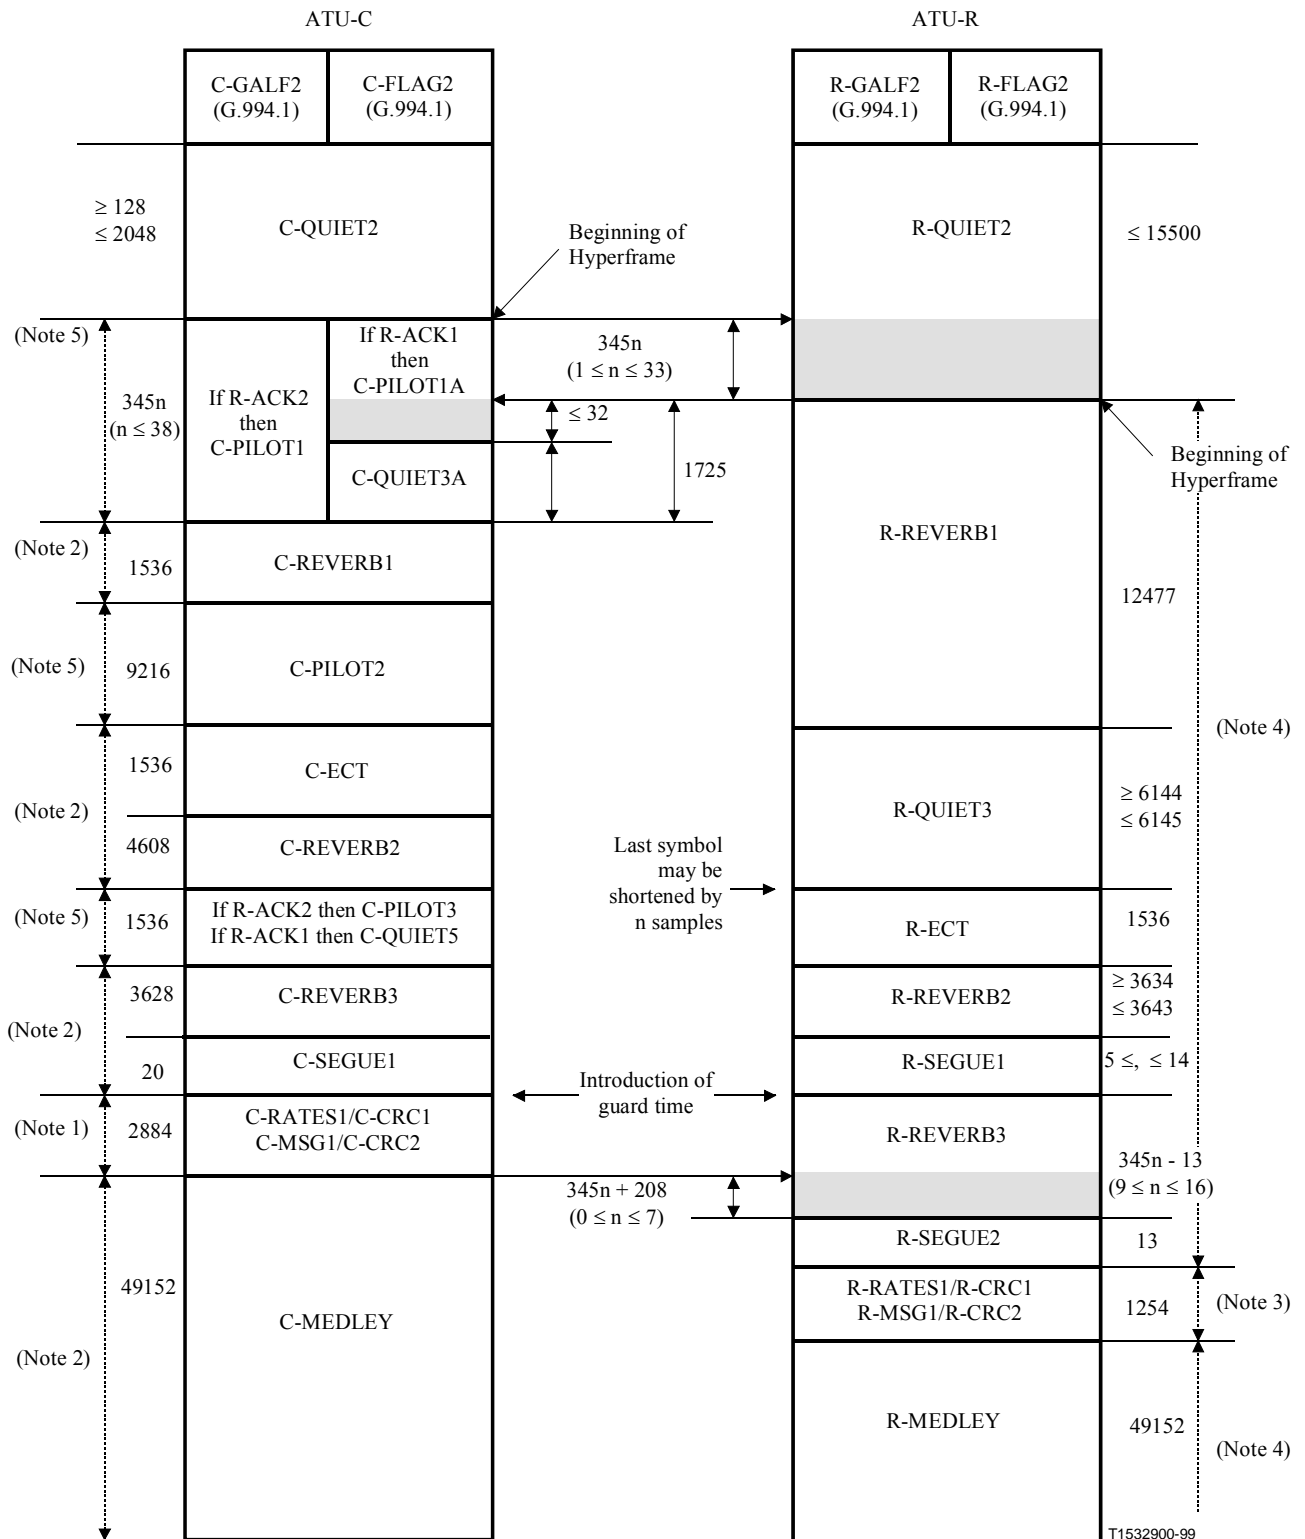 ATU-C
ATU-R
C-GALF2
(G.994.1)
C-FLAG2
(G.994.1)
R-GALF2
(G.994.1)
R-FLAG2
(G.994.1)
≥ 128
≤ 2048
C-QUIET2
Beginning of
Hyperframe
R-QUIET2
≤ 15500
(Note 5)
345n
(n ≤ 38)
If R-ACK2
then
C-PILOT1
If R-ACK1
then
C-PILOT1A
345n
(1 ≤ n ≤ 33)
≤ 32
C-QUIET3A
1725
Beginning of
Hyperframe
(Note 2)
1536
C-REVERB1
R-REVERB1
12477
(Note 5)
9216
C-PILOT2
(Note 4)
1536
C-ECT
(Note 2)
4608
C-REVERB2
R-QUIET3
≥ 6144
≤ 6145
Last symbol
may be
shortened by
n samples
(Note 5)
1536
If R-ACK2 then C-PILOT3
If R-ACK1 then C-QUIET5
R-ECT
1536
3628
C-REVERB3
R-REVERB2
≥ 3634
≤ 3643
(Note 2)
20
C-SEGUE1
R-SEGUE1
5 ≤, ≤ 14
Introduction of
guard time
(Note 1)
2884
C-RATES1/C-CRC1
C-MSG1/C-CRC2
R-REVERB3
345n - 13
(9 ≤ n ≤ 16)
345n + 208
(0 ≤ n ≤ 7)
R-SEGUE2
13
49152
C-MEDLEY
(Note 2)
R-RATES1/R-CRC1
R-MSG1/R-CRC2
1254
(Note 3)
R-MEDLEY
49152
(Note 4)
T1532900-99